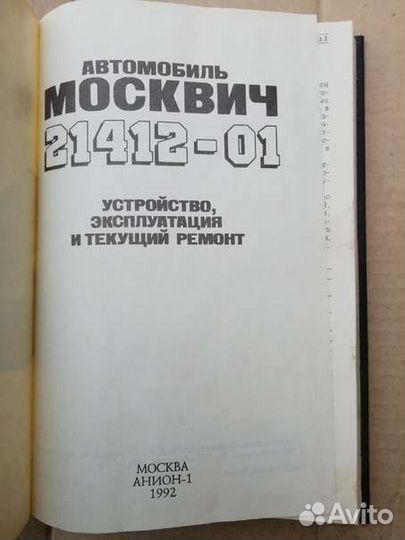 АВТОМОБИЛЬ
МОСКВИЧ
21412-01
УСТРОЙСТВО,
ЭКСПЛУАТАЦИЯ
И ТЕКУЩИЙ РЕМОНТ
МОСКВА
АНИОН-1
1992
Avito